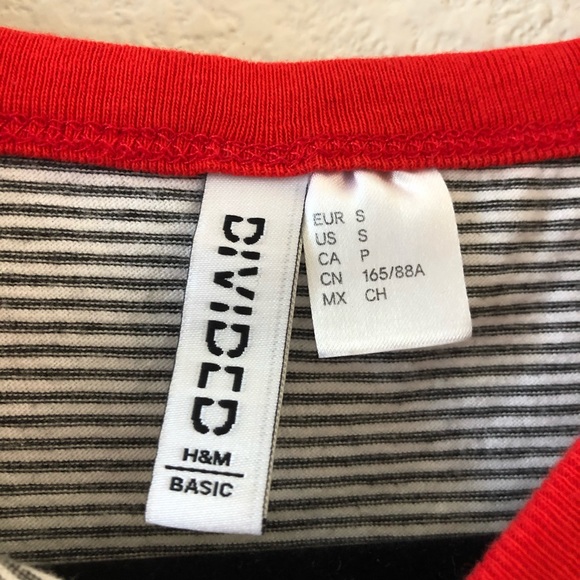 DIVIDED
H&M
BASIC
EUR S
US S
CA P
CN 165/88A
MX CH